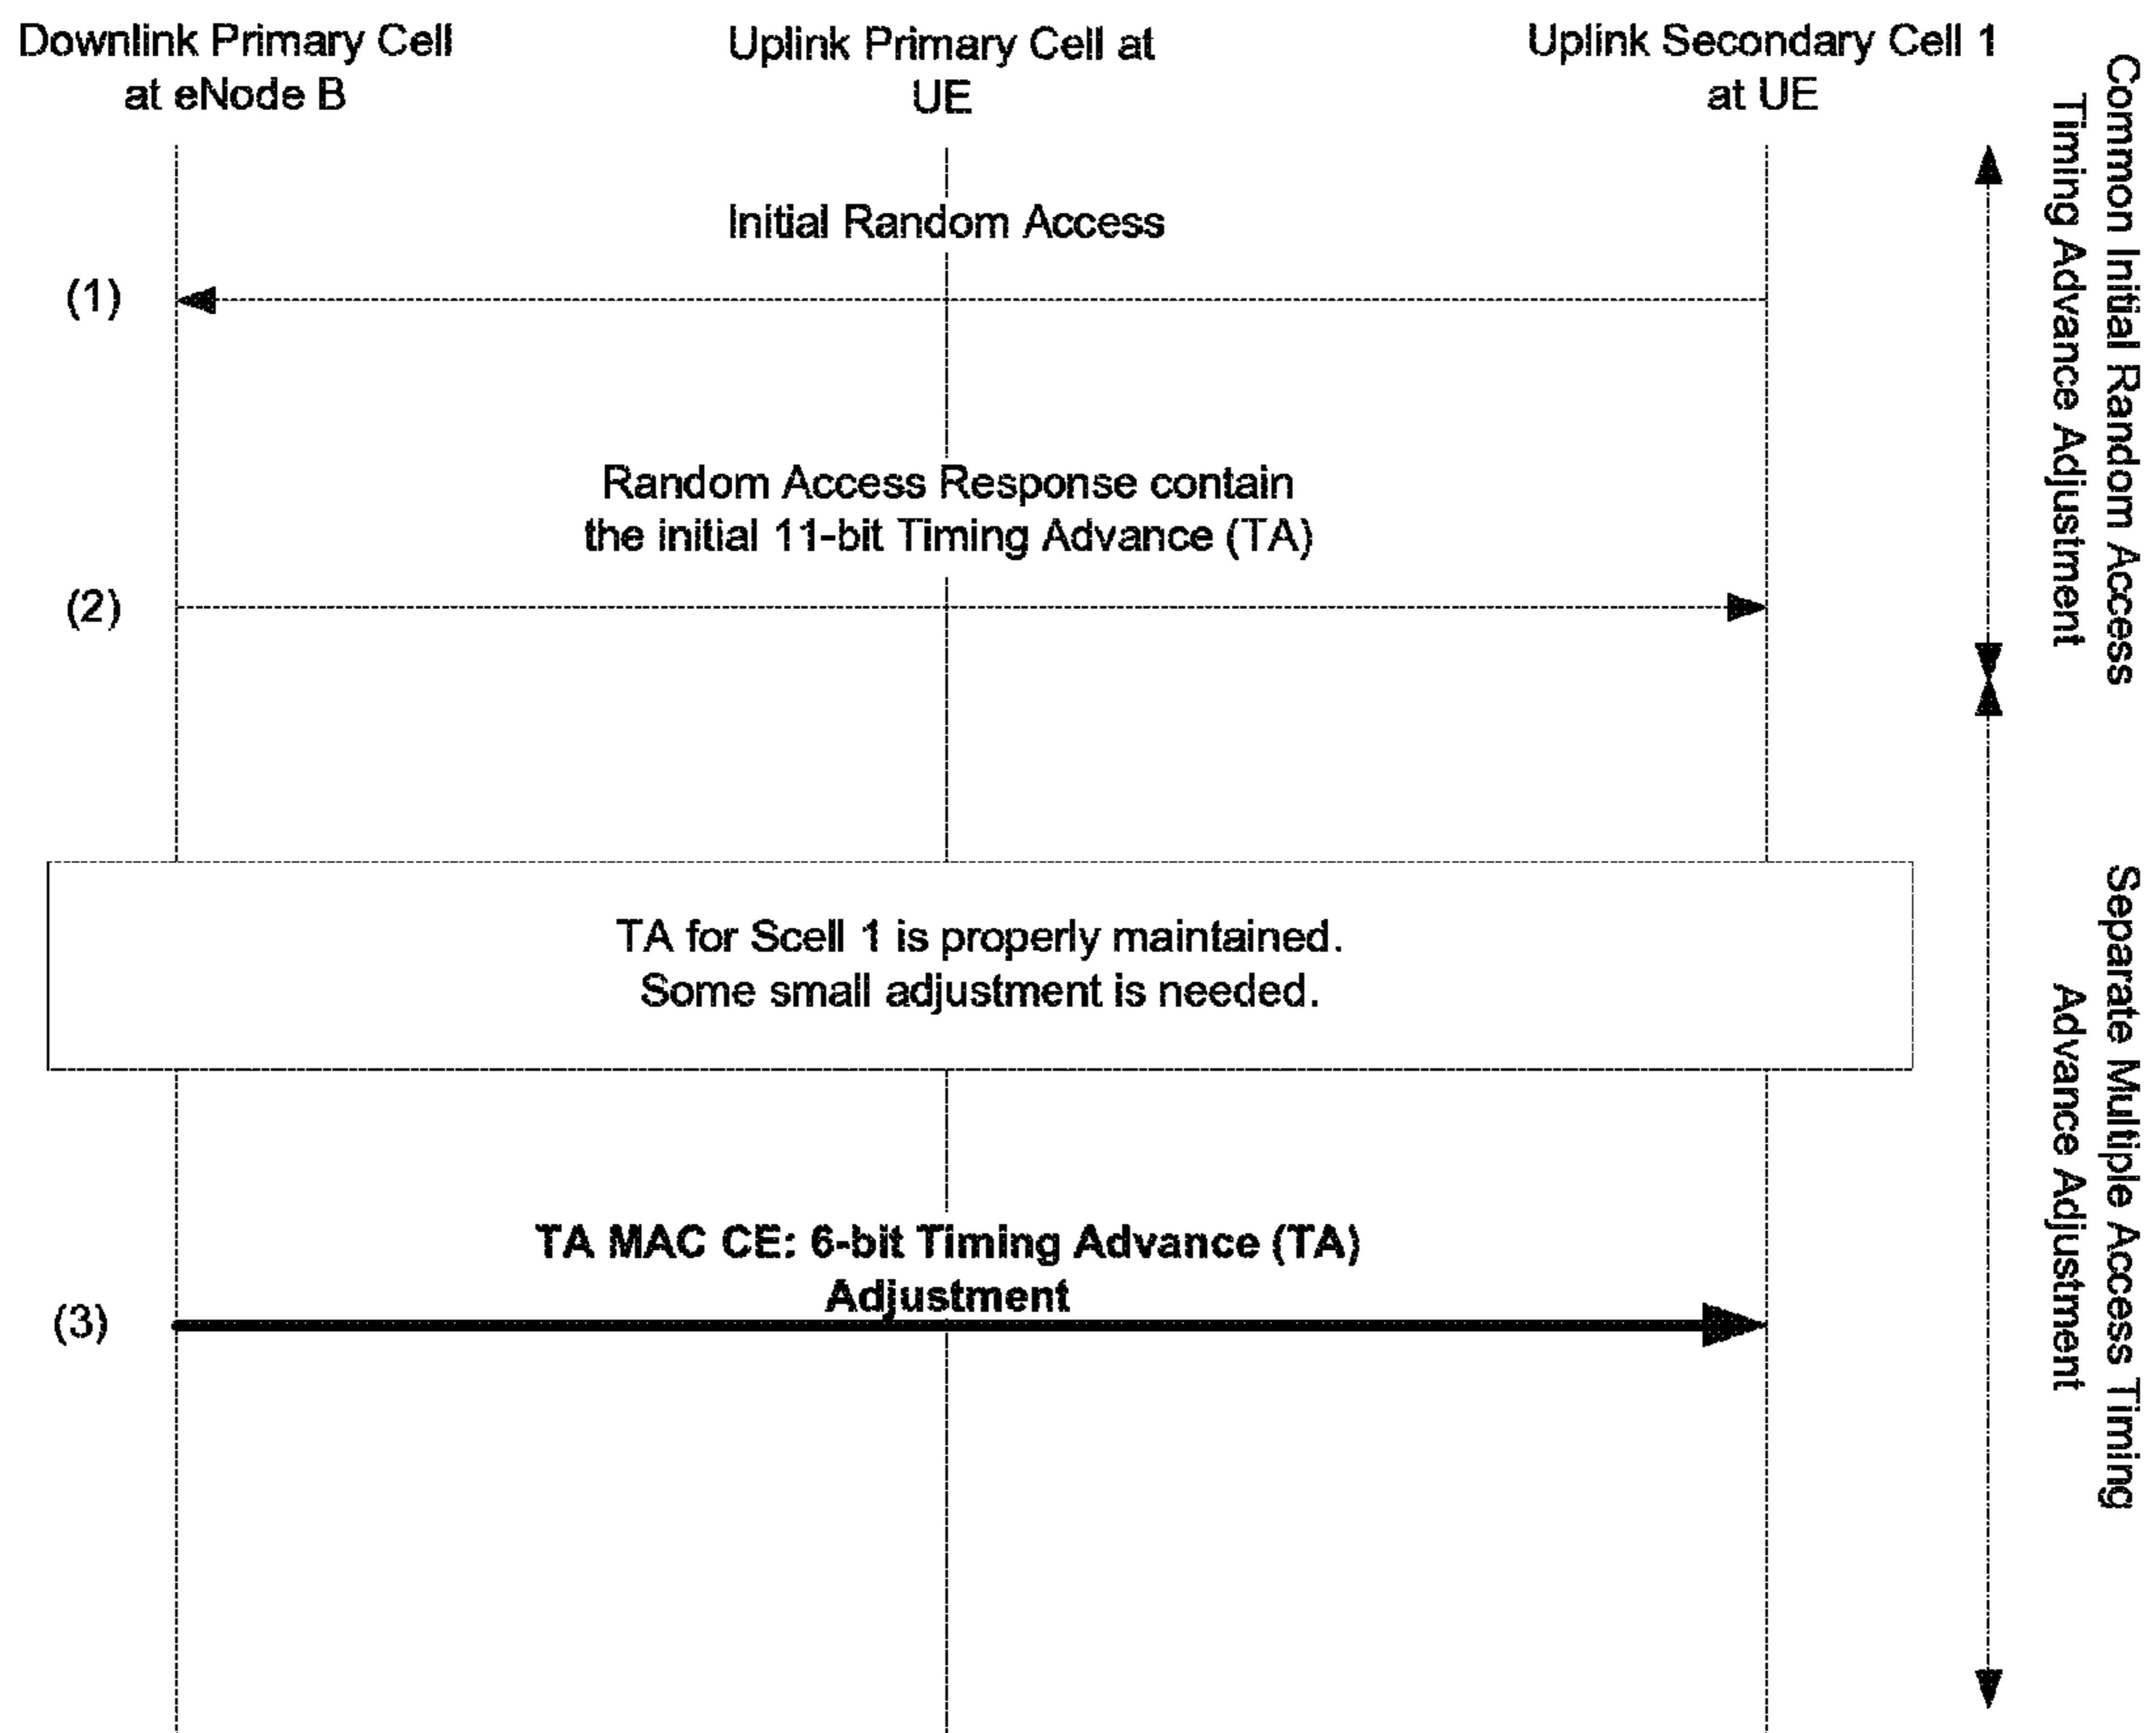 Downlink Primary Cell
at eNode B
Uplink Primary Cell at
UE
Uplink Secondary Cell 1
at UE
Common Initial Random Access
Timing Advance Adjustment
Initial Random Access
(1)
Random Access Response contain
the initial 11-bit Timing Advance (TA)
(2)
TA for Scell 1 is properly maintained.
Some small adjustment is needed.
Separate Multiple Access Timing
Advance Adjustment
TA MAC CE: 6-bit Timing Advance (TA)
Adjustment
(3)